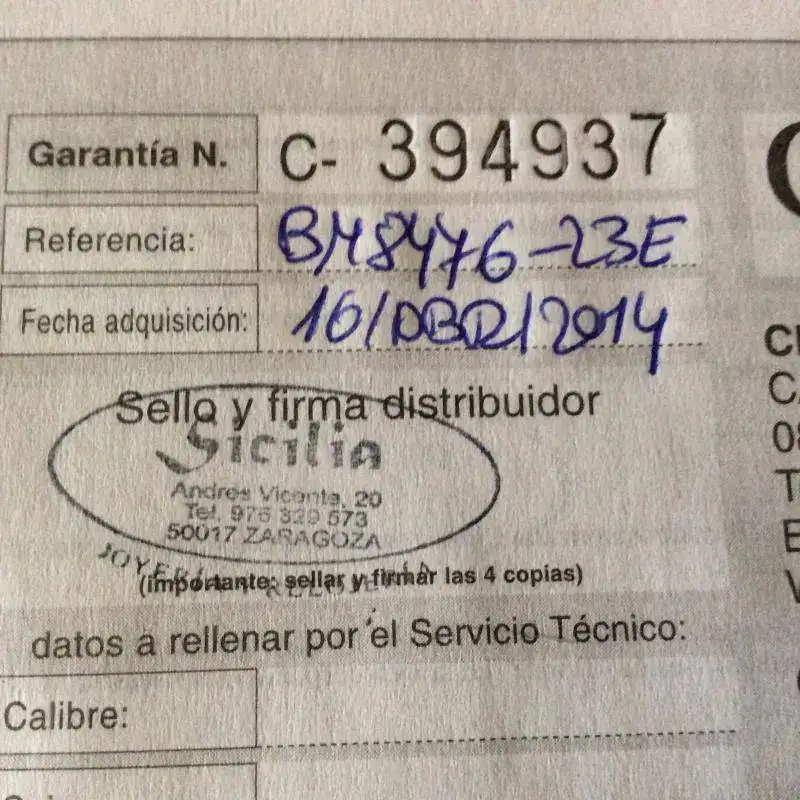 Garantía N. C- 394937
Referencia: BM8476-23E
Fecha adquisición: 16/ABR/2014
Sello y firma distribuidor
Sicilia
Andres Vicente, 20
Tel. 976 329 573
50017 ZARAGOZA
(importante: sellar y firmar las 4 copias)
datos a rellenar por el Servicio Técnico:
Calibre: